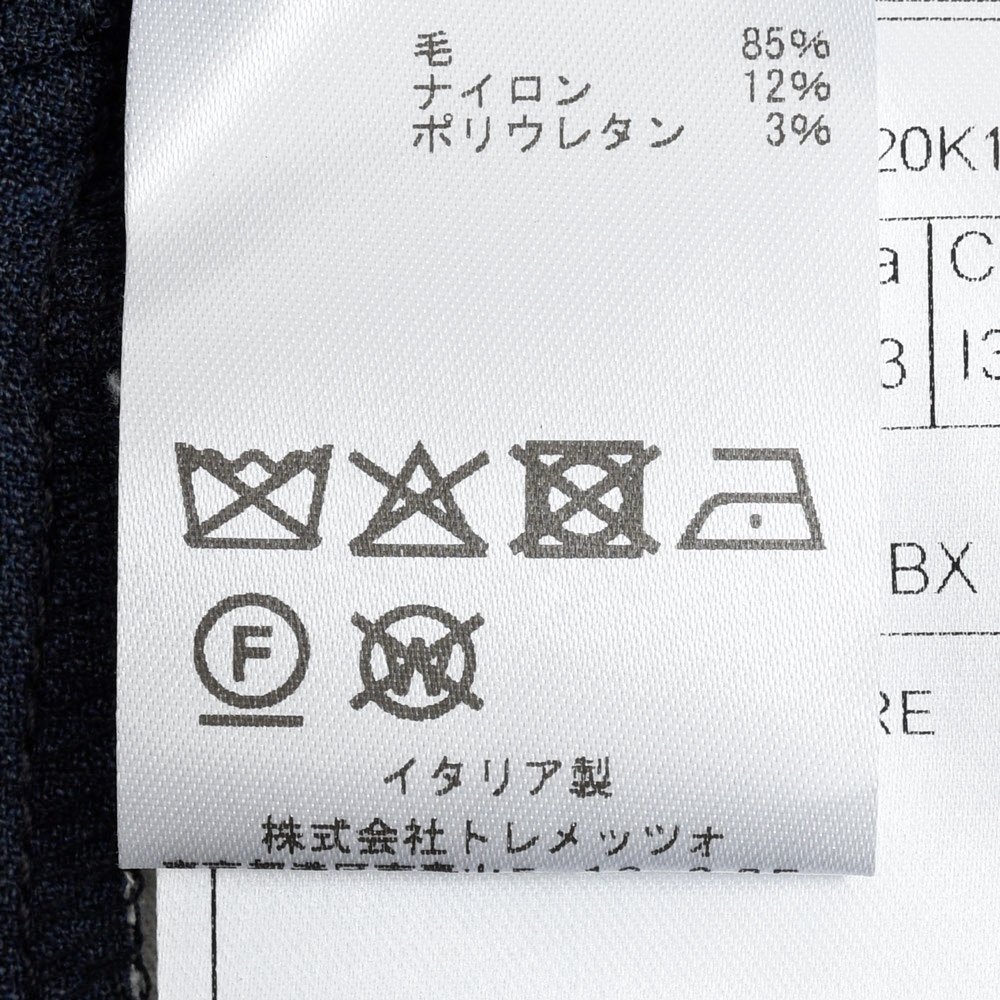 毛 85%
ナイロン 12%
ポリウレタン 3%
20K1
a C
3 I3
BX
F W
RE
イタリア製
株式会社トレメッツォ